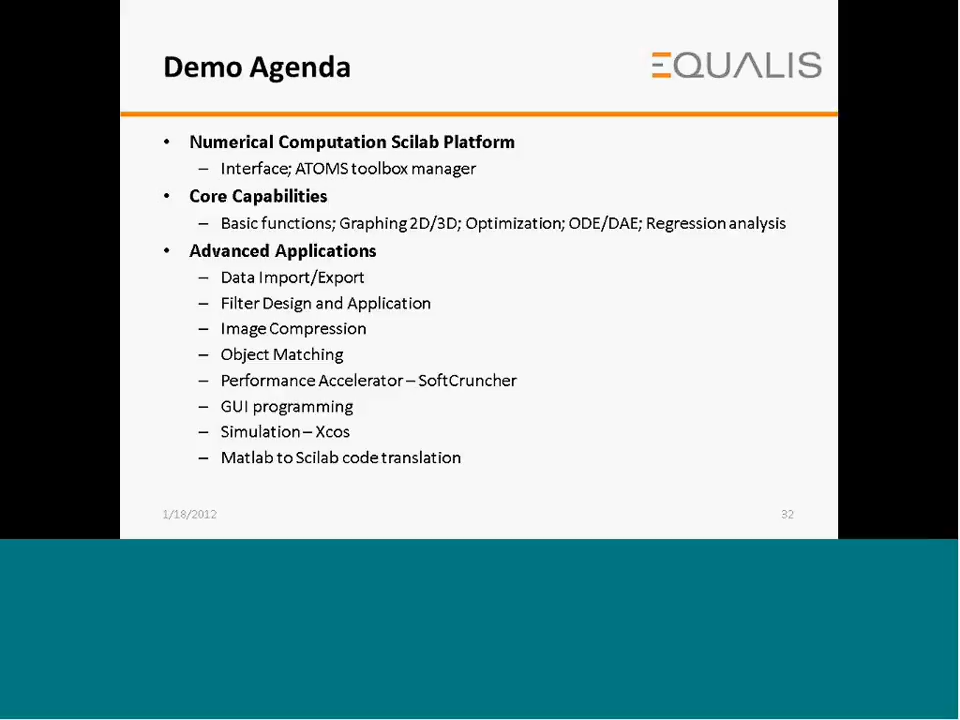 Demo Agenda
EQUALIS
• Numerical Computation Scilab Platform
– Interface; ATOMS toolbox manager
• Core Capabilities
– Basic functions; Graphing 2D/3D; Optimization; ODE/DAE; Regression analysis
• Advanced Applications
– Data Import/Export
– Filter Design and Application
– Image Compression
– Object Matching
– Performance Accelerator – SoftCruncher
– GUI programming
– Simulation – Xcos
– Matlab to Scilab code translation
1/18/2012
32